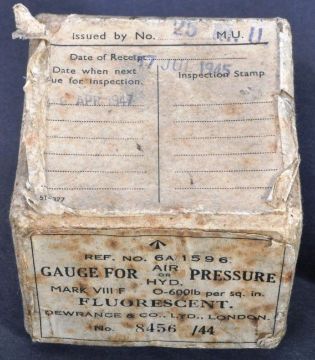 Issued by No. 25 M.U. 11
Date of Receipt 17 JUL 1945
Date when next
ue for Inspection.
Inspection Stamp
APR 1947
REF. NO. 6A 1596.
GAUGE FOR AIR OR HYD. PRESSURE
MARK VIII F O-600lb per sq. in.
FLUORESCENT.
DEWRANCE & CO., LTD., LONDON.
No. 8456 /44